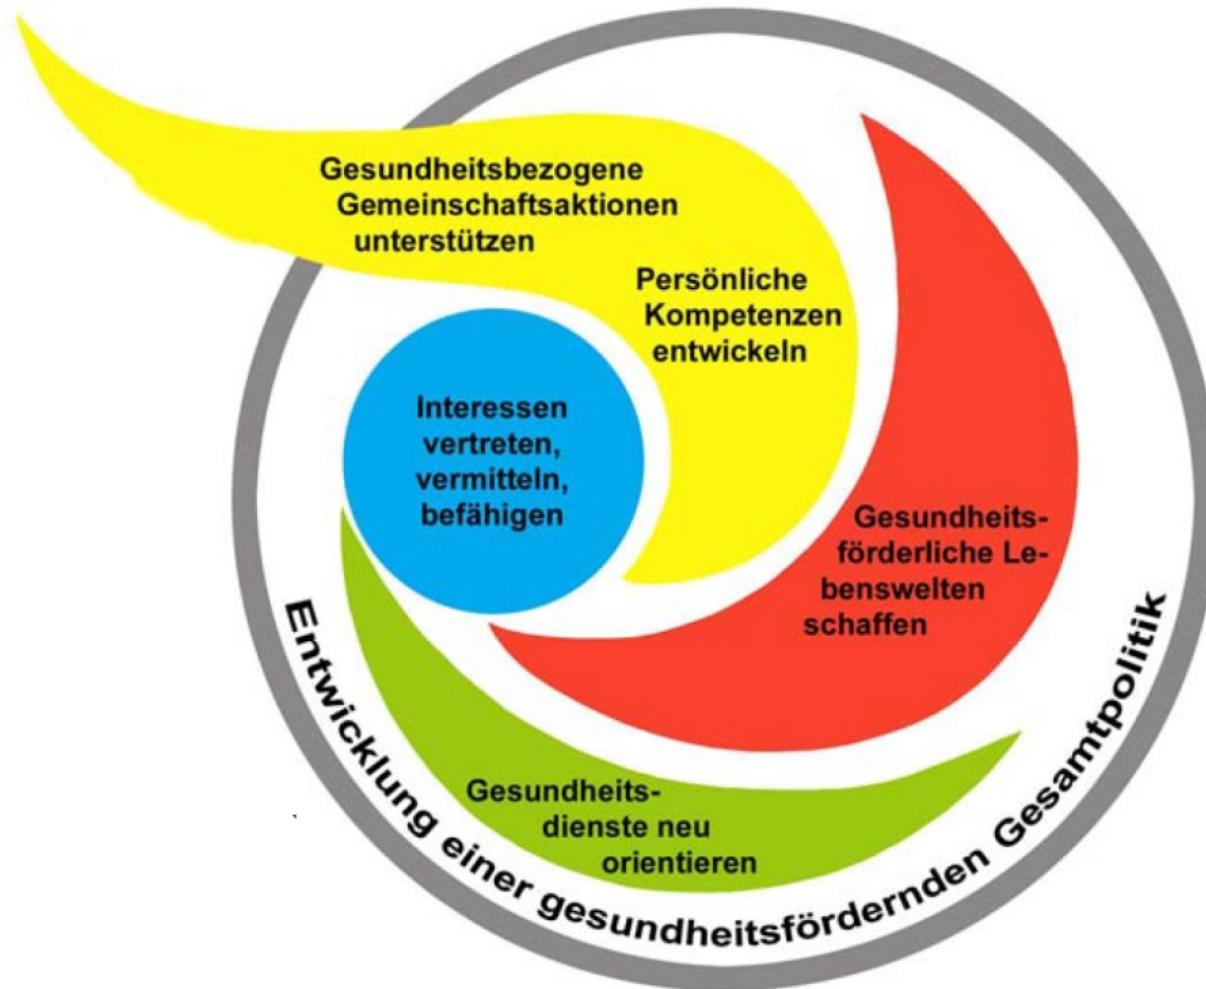 Gesundheitsbezogene
Gemeinschaftsaktionen
unterstützen
Persönliche
Kompetenzen
entwickeln
Interessen
vertreten,
vermitteln,
befähigen
Gesundheits-
förderliche Le-
benswelten
schaffen
Gesundheits-
dienste neu
orientieren
Entwicklung einer gesundheitsfördernden Gesamtpolitik